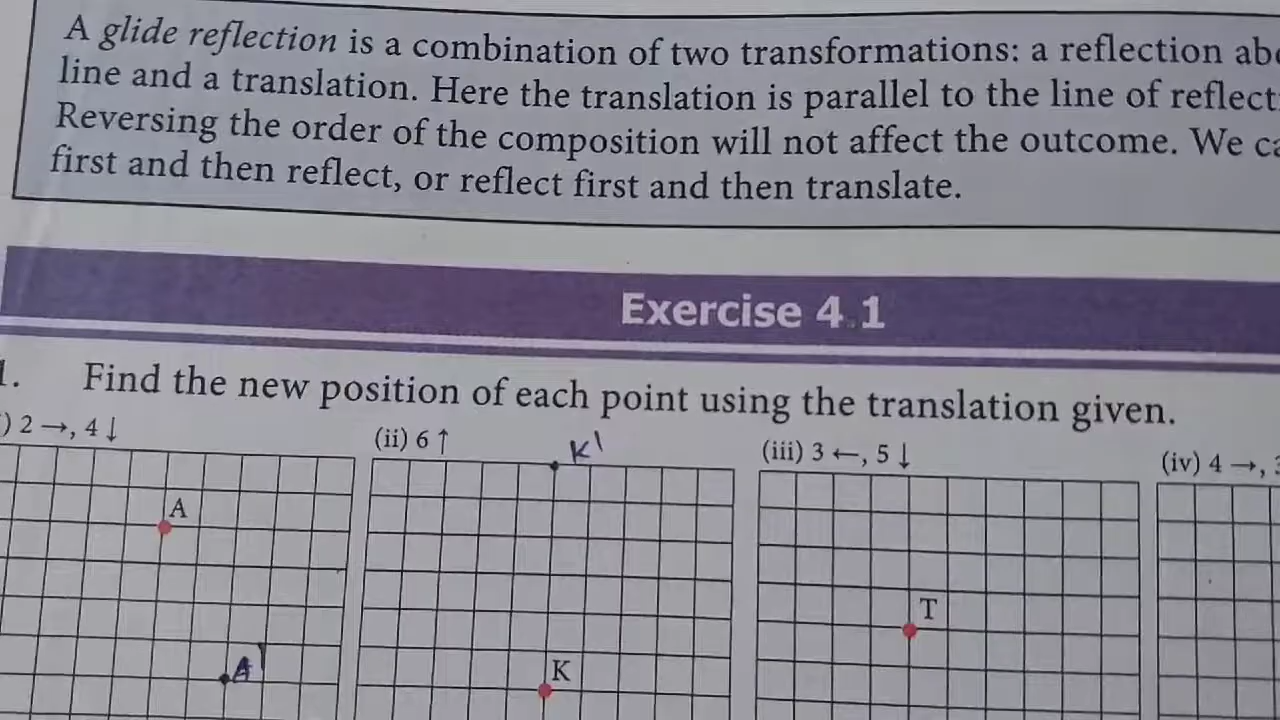 A glide reflection is a combination of two transformations: a reflection
line and a translation. Here the translation is parallel to the line of
Reversing the order of the composition will not affect the outcome. We
first and then reflect, or reflect first and then translate.
Exercise 4.1
1. Find the new position of each point using the translation given.
) 2 →, 4 ↓ (ii) 6 ↑ (iii) 3 ←, 5 ↓ (iv) 4 →,
K'
A
T
A'
K